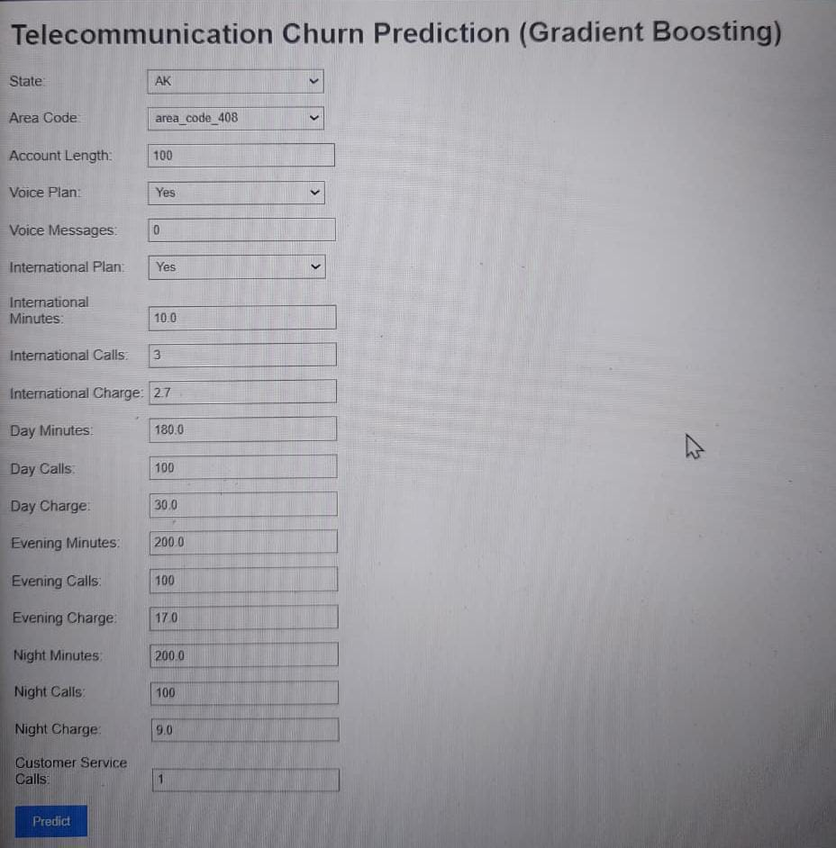 Telecommunication Churn Prediction (Gradient Boosting)
State: AK
Area Code: area_code_408
Account Length: 100
Voice Plan: Yes
Voice Messages: 0
International Plan: Yes
International
Minutes: 10.0
International Calls: 3
International Charge: 2.7
Day Minutes: 180.0
Day Calls: 100
Day Charge: 30.0
Evening Minutes: 200.0
Evening Calls: 100
Evening Charge: 17.0
Night Minutes: 200.0
Night Calls: 100
Night Charge: 9.0
Customer Service
Calls: 1
Predict